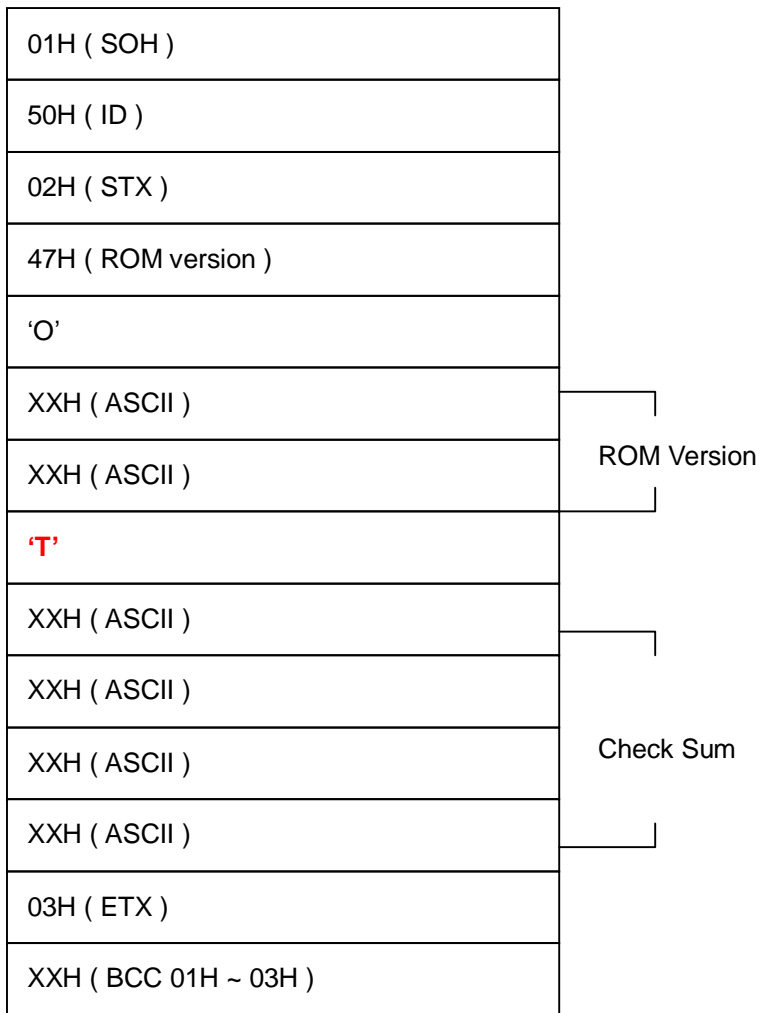 01H ( SOH )
50H ( ID )
02H ( STX )
47H ( ROM version )
‘O’
XXH ( ASCII )
XXH ( ASCII )
ROM Version
‘T’
XXH ( ASCII )
XXH ( ASCII )
XXH ( ASCII )
XXH ( ASCII )
Check Sum
03H ( ETX )
XXH ( BCC 01H ~ 03H )